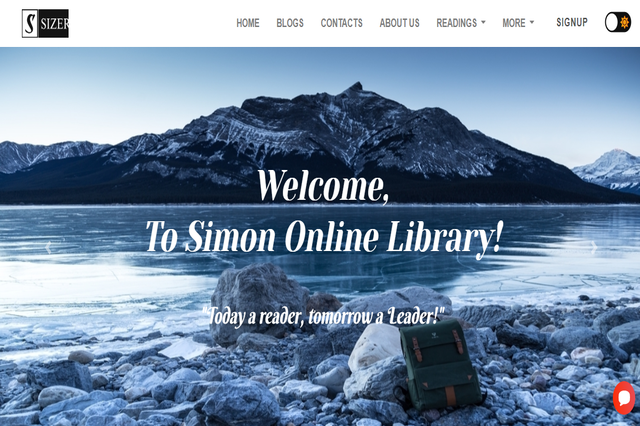 S SIZER
HOME BLOGS CONTACTS ABOUT US READINGS MORE SIGNUP
Welcome,
To Simon Online Library!
"Today a reader, tomorrow a Leader!"